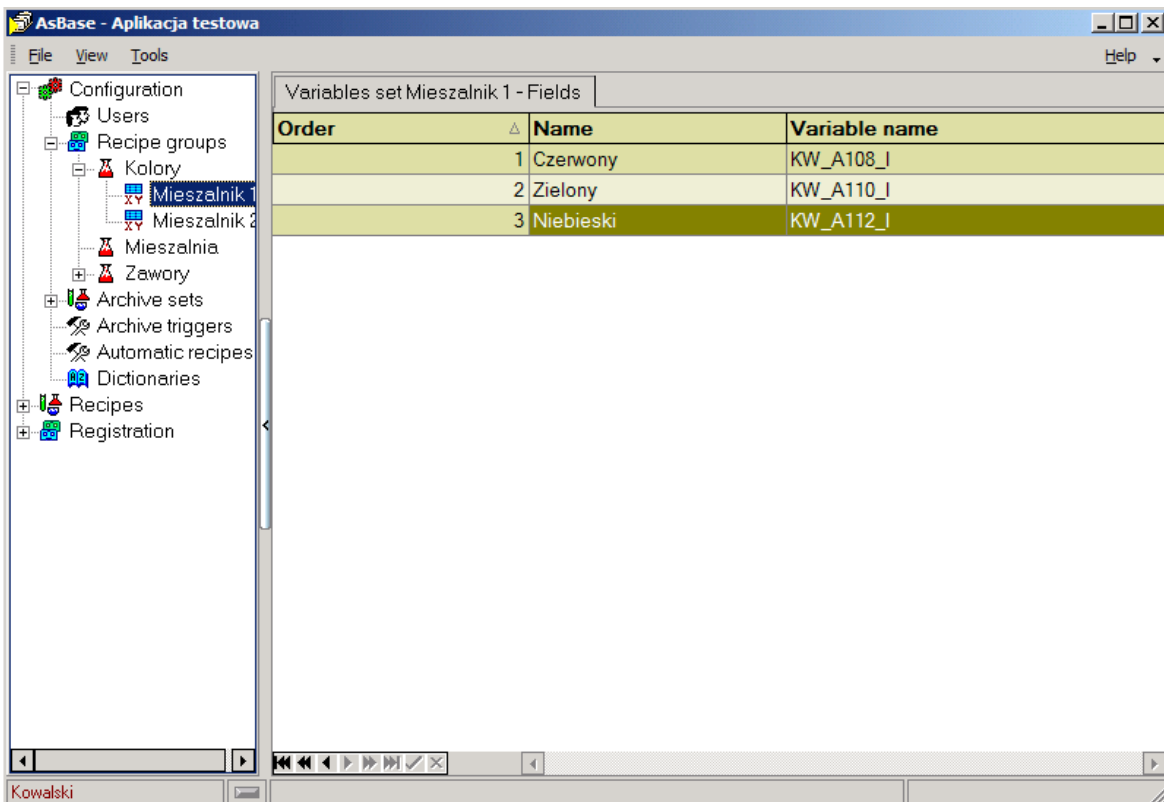 AsBase - Aplikacja testowa
File View Tools Help
Configuration
Users
Recipe groups
Kolory
Mieszalnik 1
Mieszalnik 2
Mieszalnia
Zawory
Archive sets
Archive triggers
Automatic recipes
Dictionaries
Recipes
Registration
Variables set Mieszalnik 1 - Fields
Order Name Variable name
1 Czerwony KW_A108_I
2 Zielony KW_A110_I
3 Niebieski KW_A112_I
Kowalski